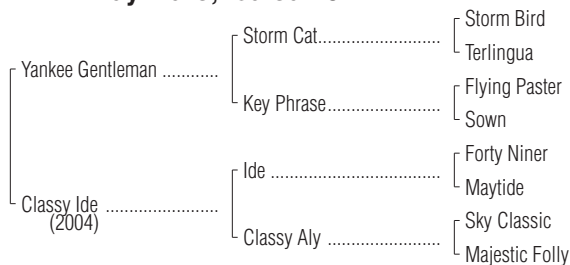 Storm Bird
Storm Cat
Terlingua
Yankee Gentleman
Flying Paster
Key Phrase
Sown
Forty Niner
Ide
Maytide
Classy Ide
(2004)
Sky Classic
Classy Aly
Majestic Folly